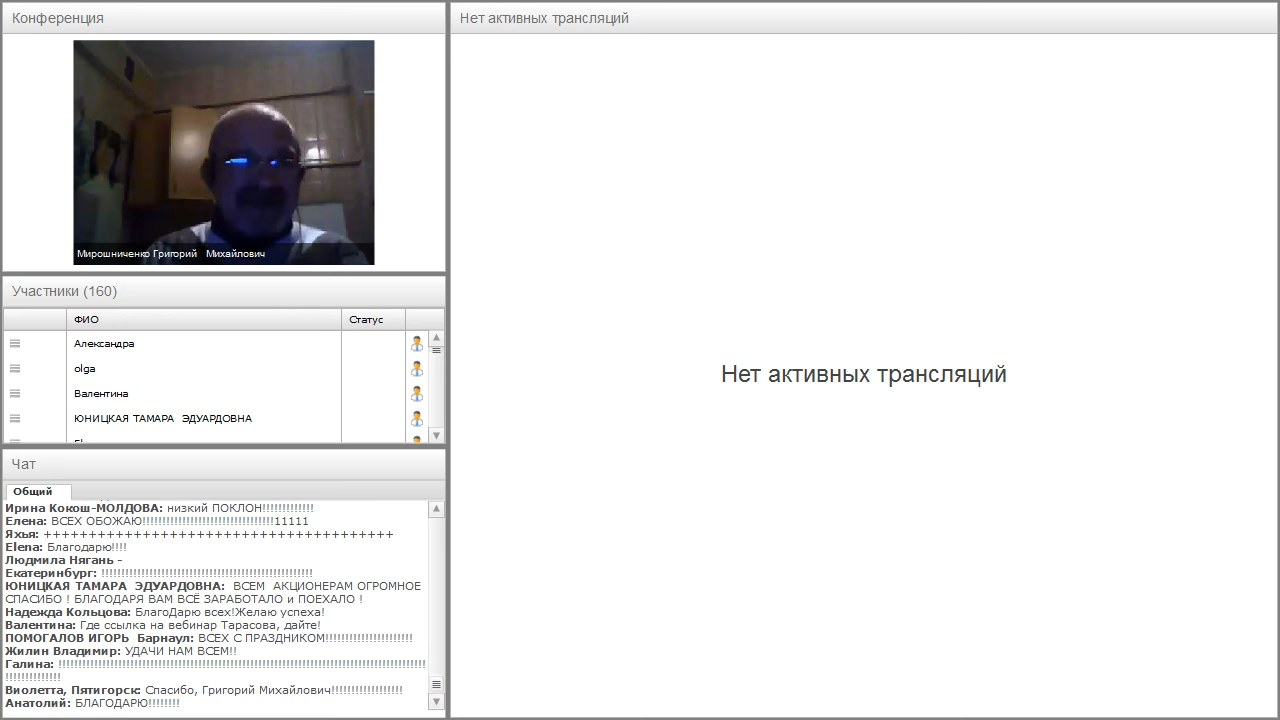 Конференция
Мирошниченко Григорий Михайлович
Участники (160)
ФИО Статус
Александра
olga
Валентина
ЮНИЦКАЯ ТАМАРА ЭДУАРДОВНА
Чат
Общий
Ирина Кокош-МОЛДОВА: низкий ПОКЛОН!!!!!!!!!!!!!
Елена: ВСЕХ ОБОЖАЮ!!!!!!!!!!!!!!!!!!!!!!!!!!!!!!!!!11111
Яхья: +++++++++++++++++++++++++++++++++++++++
Elena: Благодарю!!!!
Людмила Нягань -
Екатеринбург: !!!!!!!!!!!!!!!!!!!!!!!!!!!!!!!!!!!!!!!!!!!!!!!!!!!!!
ЮНИЦКАЯ ТАМАРА ЭДУАРДОВНА: ВСЕМ АКЦИОНЕРАМ ОГРОМНОЕ
СПАСИБО ! БЛАГОДАРЯ ВАМ ВСЁ ЗАРАБОТАЛО и ПОЕХАЛО !
Надежда Кольцова: БлагоДарю всех!Желаю успеха!
Валентина: Где ссылка на вебинар Тарасова, дайте!
ПОМОГАЛОВ ИГОРЬ Барнаул: ВСЕХ С ПРАЗДНИКОМ!!!!!!!!!!!!!!!!!!!!!!
Жилин Владимир: УДАЧИ НАМ ВСЕМ!!
Галина: !!!!!!!!!!!!!!!!!!!!!!!!!!!!!!!!!!!!!!!!!!!!!!!!!!!!!!!!!!!!!!!!!!!!!!!!!!!!!!!!!!!!!!!!!!!!
!!!!!!!!!!!!!!
Виолетта, Пятигорск: Спасибо, Григорий Михайлович!!!!!!!!!!!!!!!!!!
Анатолий: БЛАГОДАРЮ!!!!!!!!
Нет активных трансляций
Нет активных трансляций